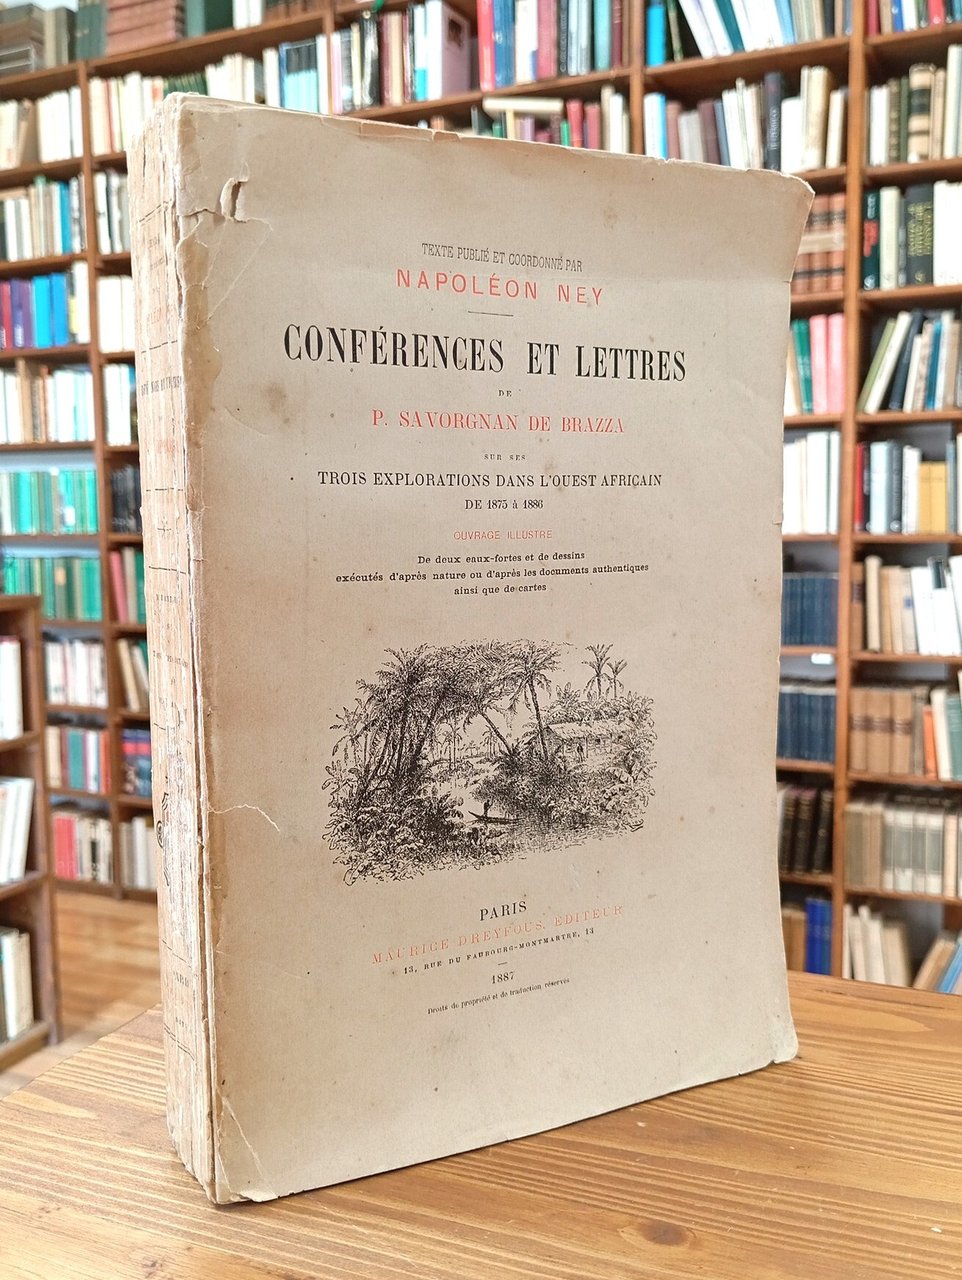 TEXTE PUBLIÉ ET COORDONNÉ PAR
NAPOLÉON NEY
CONFÉRENCES ET LETTRES
DE
P. SAVORGNAN DE BRAZZA
SUR SES
TROIS EXPLORATIONS DANS L'OUEST AFRICAIN
DE 1875 à 1886
OUVRAGE ILLUSTRE
De deux eaux-fortes et de dessins
exécutés d'après nature ou d'après les documents authentiques
ainsi que de cartes
PARIS
MAURICE DREYFOUS, EDITEUR
13, RUE DU FAUBOURG-MONTMARTRE, 13
1887
Droits de propriété et de traduction réservés